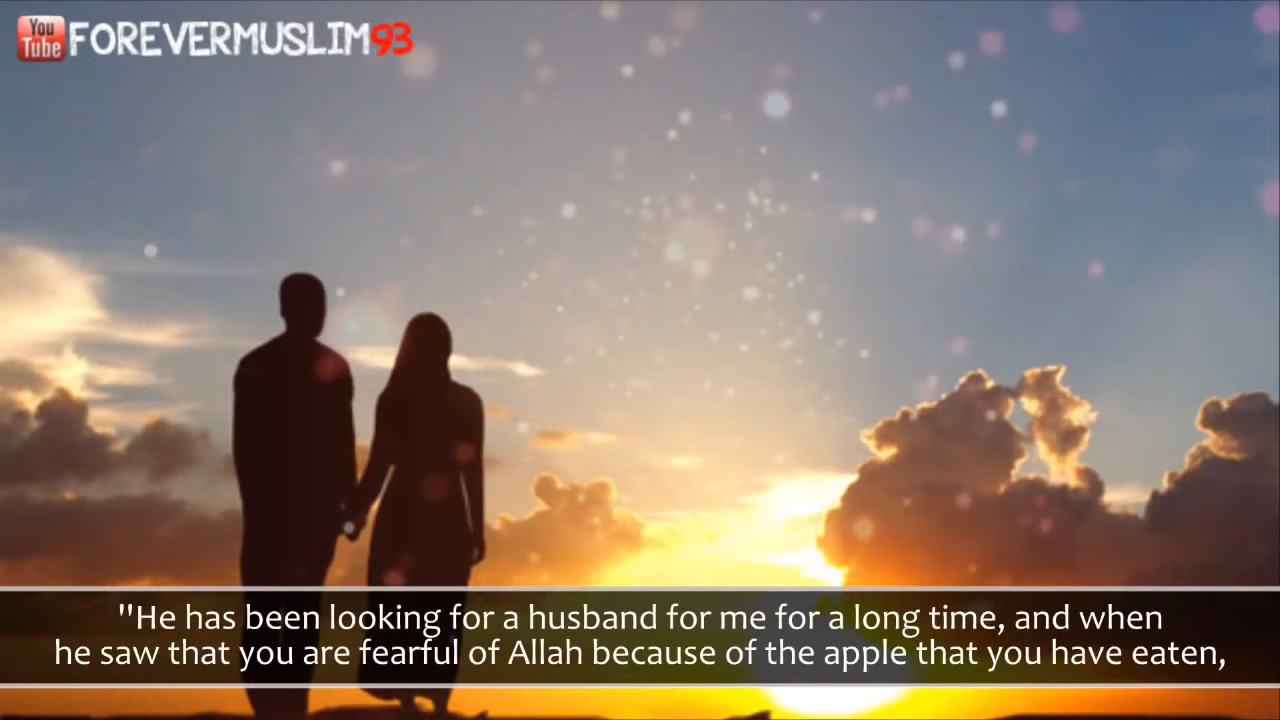 You Tube FOREVERMUSLIM93
"He has been looking for a husband for me for a long time, and when
he saw that you are fearful of Allah because of the apple that you have eaten,